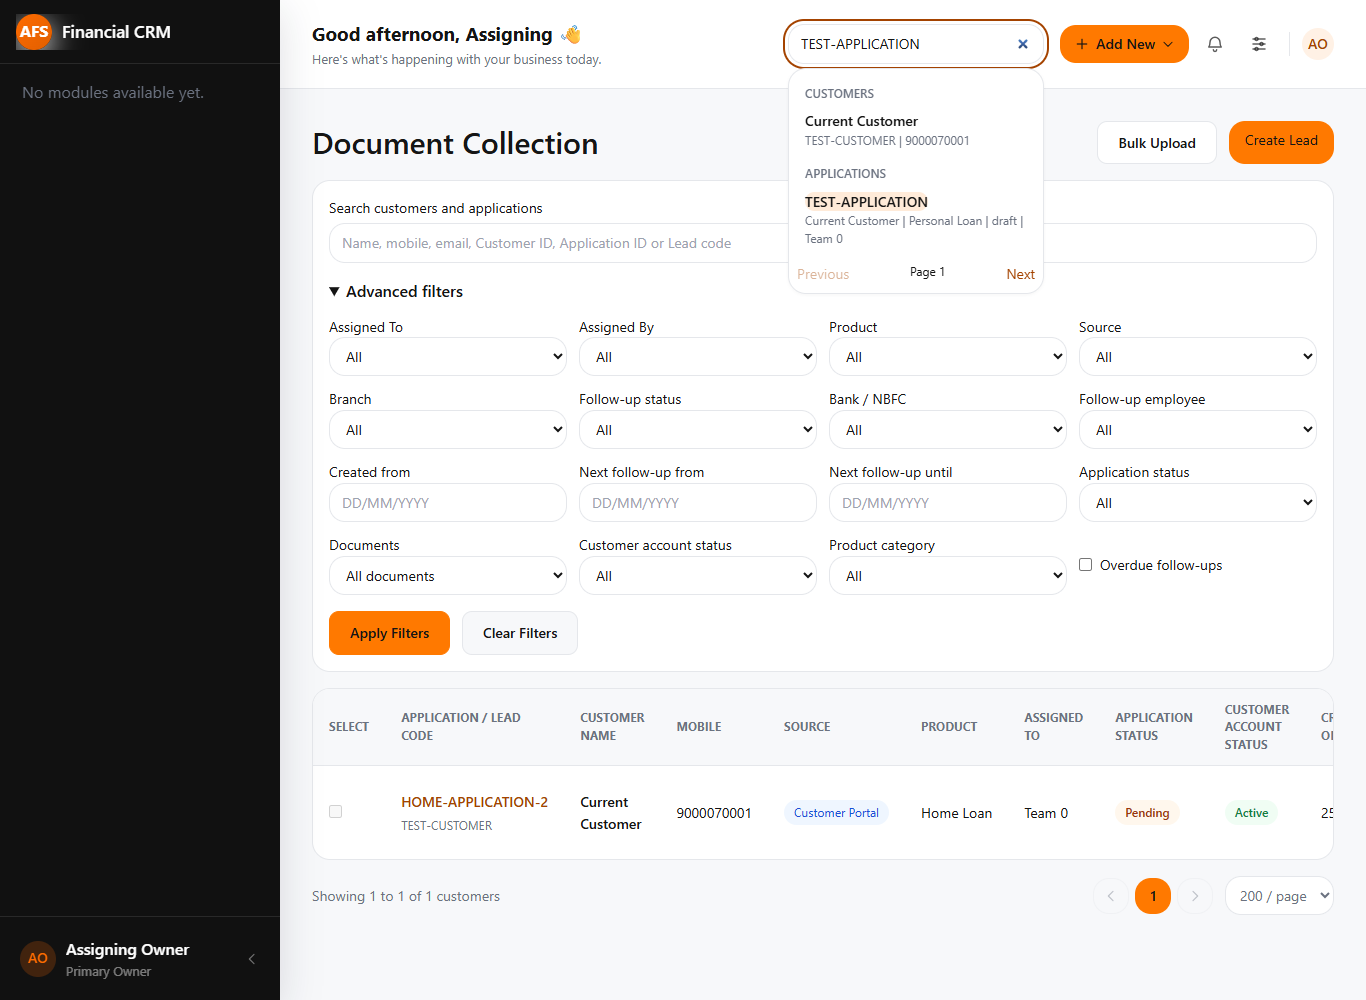 AFS Financial CRM
No modules available yet.
Good afternoon, Assigning 👋
Here's what's happening with your business today.
TEST-APPLICATION
Add New
AO
CUSTOMERS
Current Customer
TEST-CUSTOMER | 9000070001
APPLICATIONS
TEST-APPLICATION
Current Customer | Personal Loan | draft |
Team 0
Previous Page 1 Next
Document Collection
Bulk Upload
Create Lead
Search customers and applications
Name, mobile, email, Customer ID, Application ID or Lead code
Advanced filters
Assigned To Assigned By Product Source
All All All All
Branch Follow-up status Bank / NBFC Follow-up employee
All All All All
Created from Next follow-up from Next follow-up until Application status
DD/MM/YYYY DD/MM/YYYY DD/MM/YYYY All
Documents Customer account status Product category
All documents All All Overdue follow-ups
Apply Filters Clear Filters
SELECT
APPLICATION / LEAD
CODE
CUSTOMER
NAME
MOBILE
SOURCE
PRODUCT
ASSIGNED
TO
APPLICATION
STATUS
CUSTOMER
ACCOUNT
STATUS
HOME-APPLICATION-2
TEST-CUSTOMER
Current
Customer
9000070001
Customer Portal
Home Loan
Team 0
Pending
Active
25
Showing 1 to 1 of 1 customers
1
200 / page
AO
Assigning Owner
Primary Owner